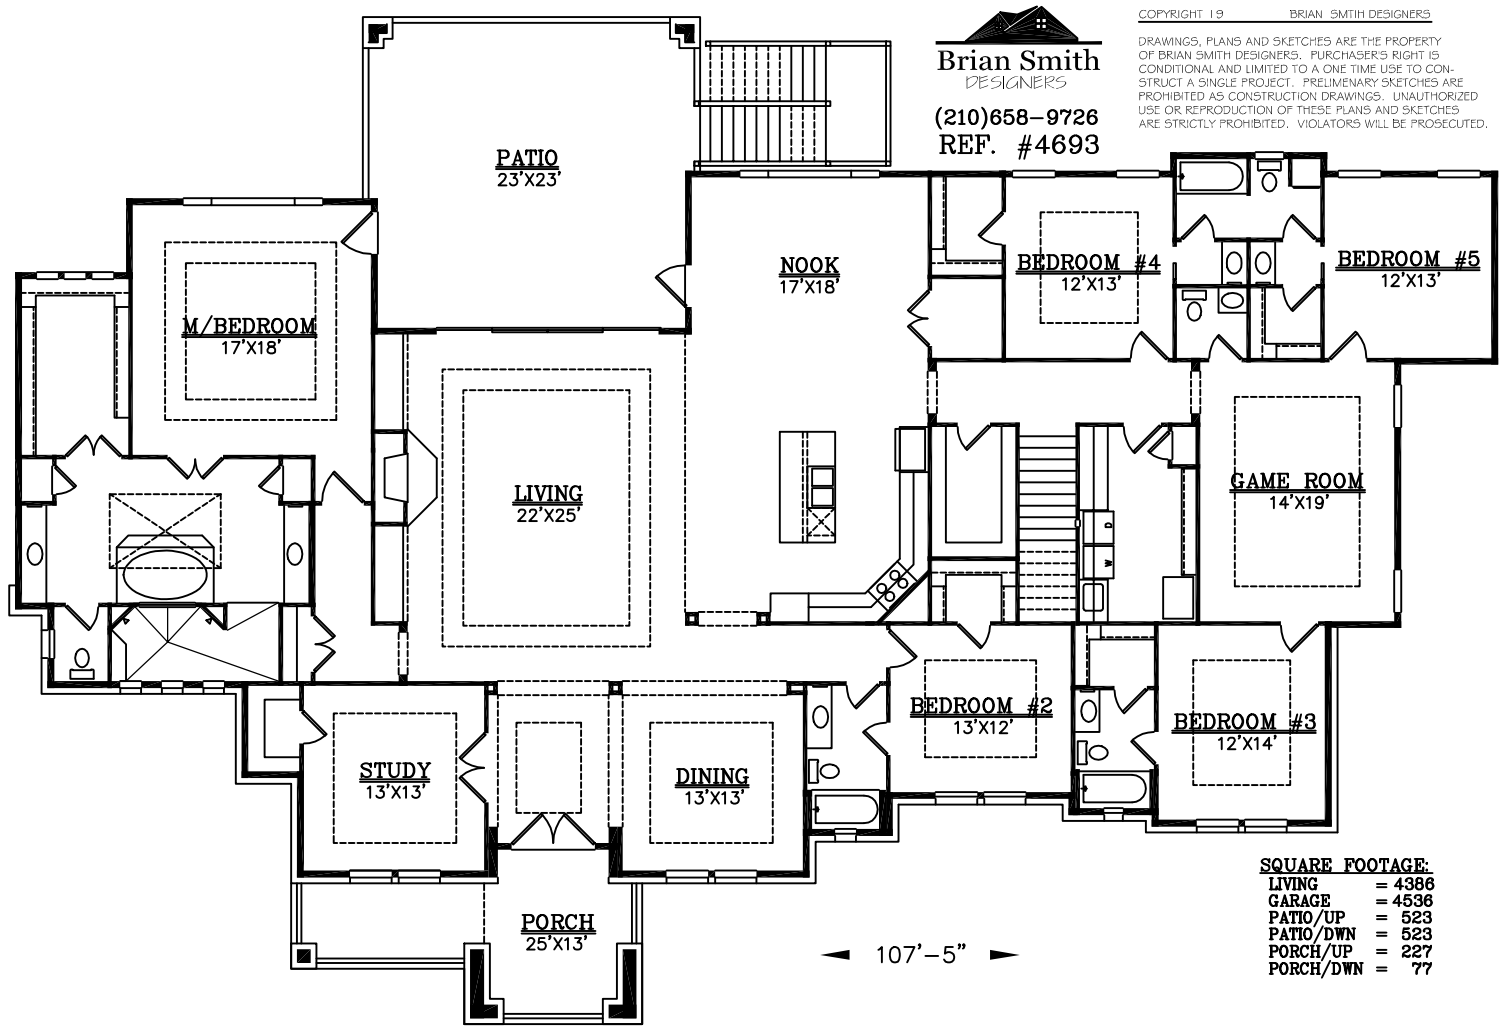 COPYRIGHT 19 BRIAN SMTIH DESIGNERS
DRAWINGS, PLANS AND SKETCHES ARE THE PROPERTY
OF BRIAN SMITH DESIGNERS. PURCHASER'S RIGHT IS
CONDITIONAL AND LIMITED TO A ONE TIME USE TO CON-
STRUCT A SINGLE PROJECT. PRELIMENARY SKETCHES ARE
PROHIBITED AS CONSTRUCTION DRAWINGS. UNAUTHORIZED
USE OR REPRODUCTION OF THESE PLANS AND SKETCHES
ARE STRICTLY PROHIBITED. VIOLATORS WILL BE PROSECUTED.
Brian Smith
DESIGNERS
(210)658-9726
REF. #4693
PATIO
23'X23'
NOOK
17'X18'
BEDROOM #4
12'X13'
BEDROOM #5
12'X13'
M/BEDROOM
17'X18'
LIVING
22'X25'
GAME ROOM
14'X19'
D
W
BEDROOM #2
13'X12'
BEDROOM #3
12'X14'
STUDY
13'X13'
DINING
13'X13'
PORCH
25'X13'
107'-5"
SQUARE FOOTAGE:
LIVING = 4386
GARAGE = 4536
PATIO/UP = 523
PATIO/DWN = 523
PORCH/UP = 227
PORCH/DWN = 77